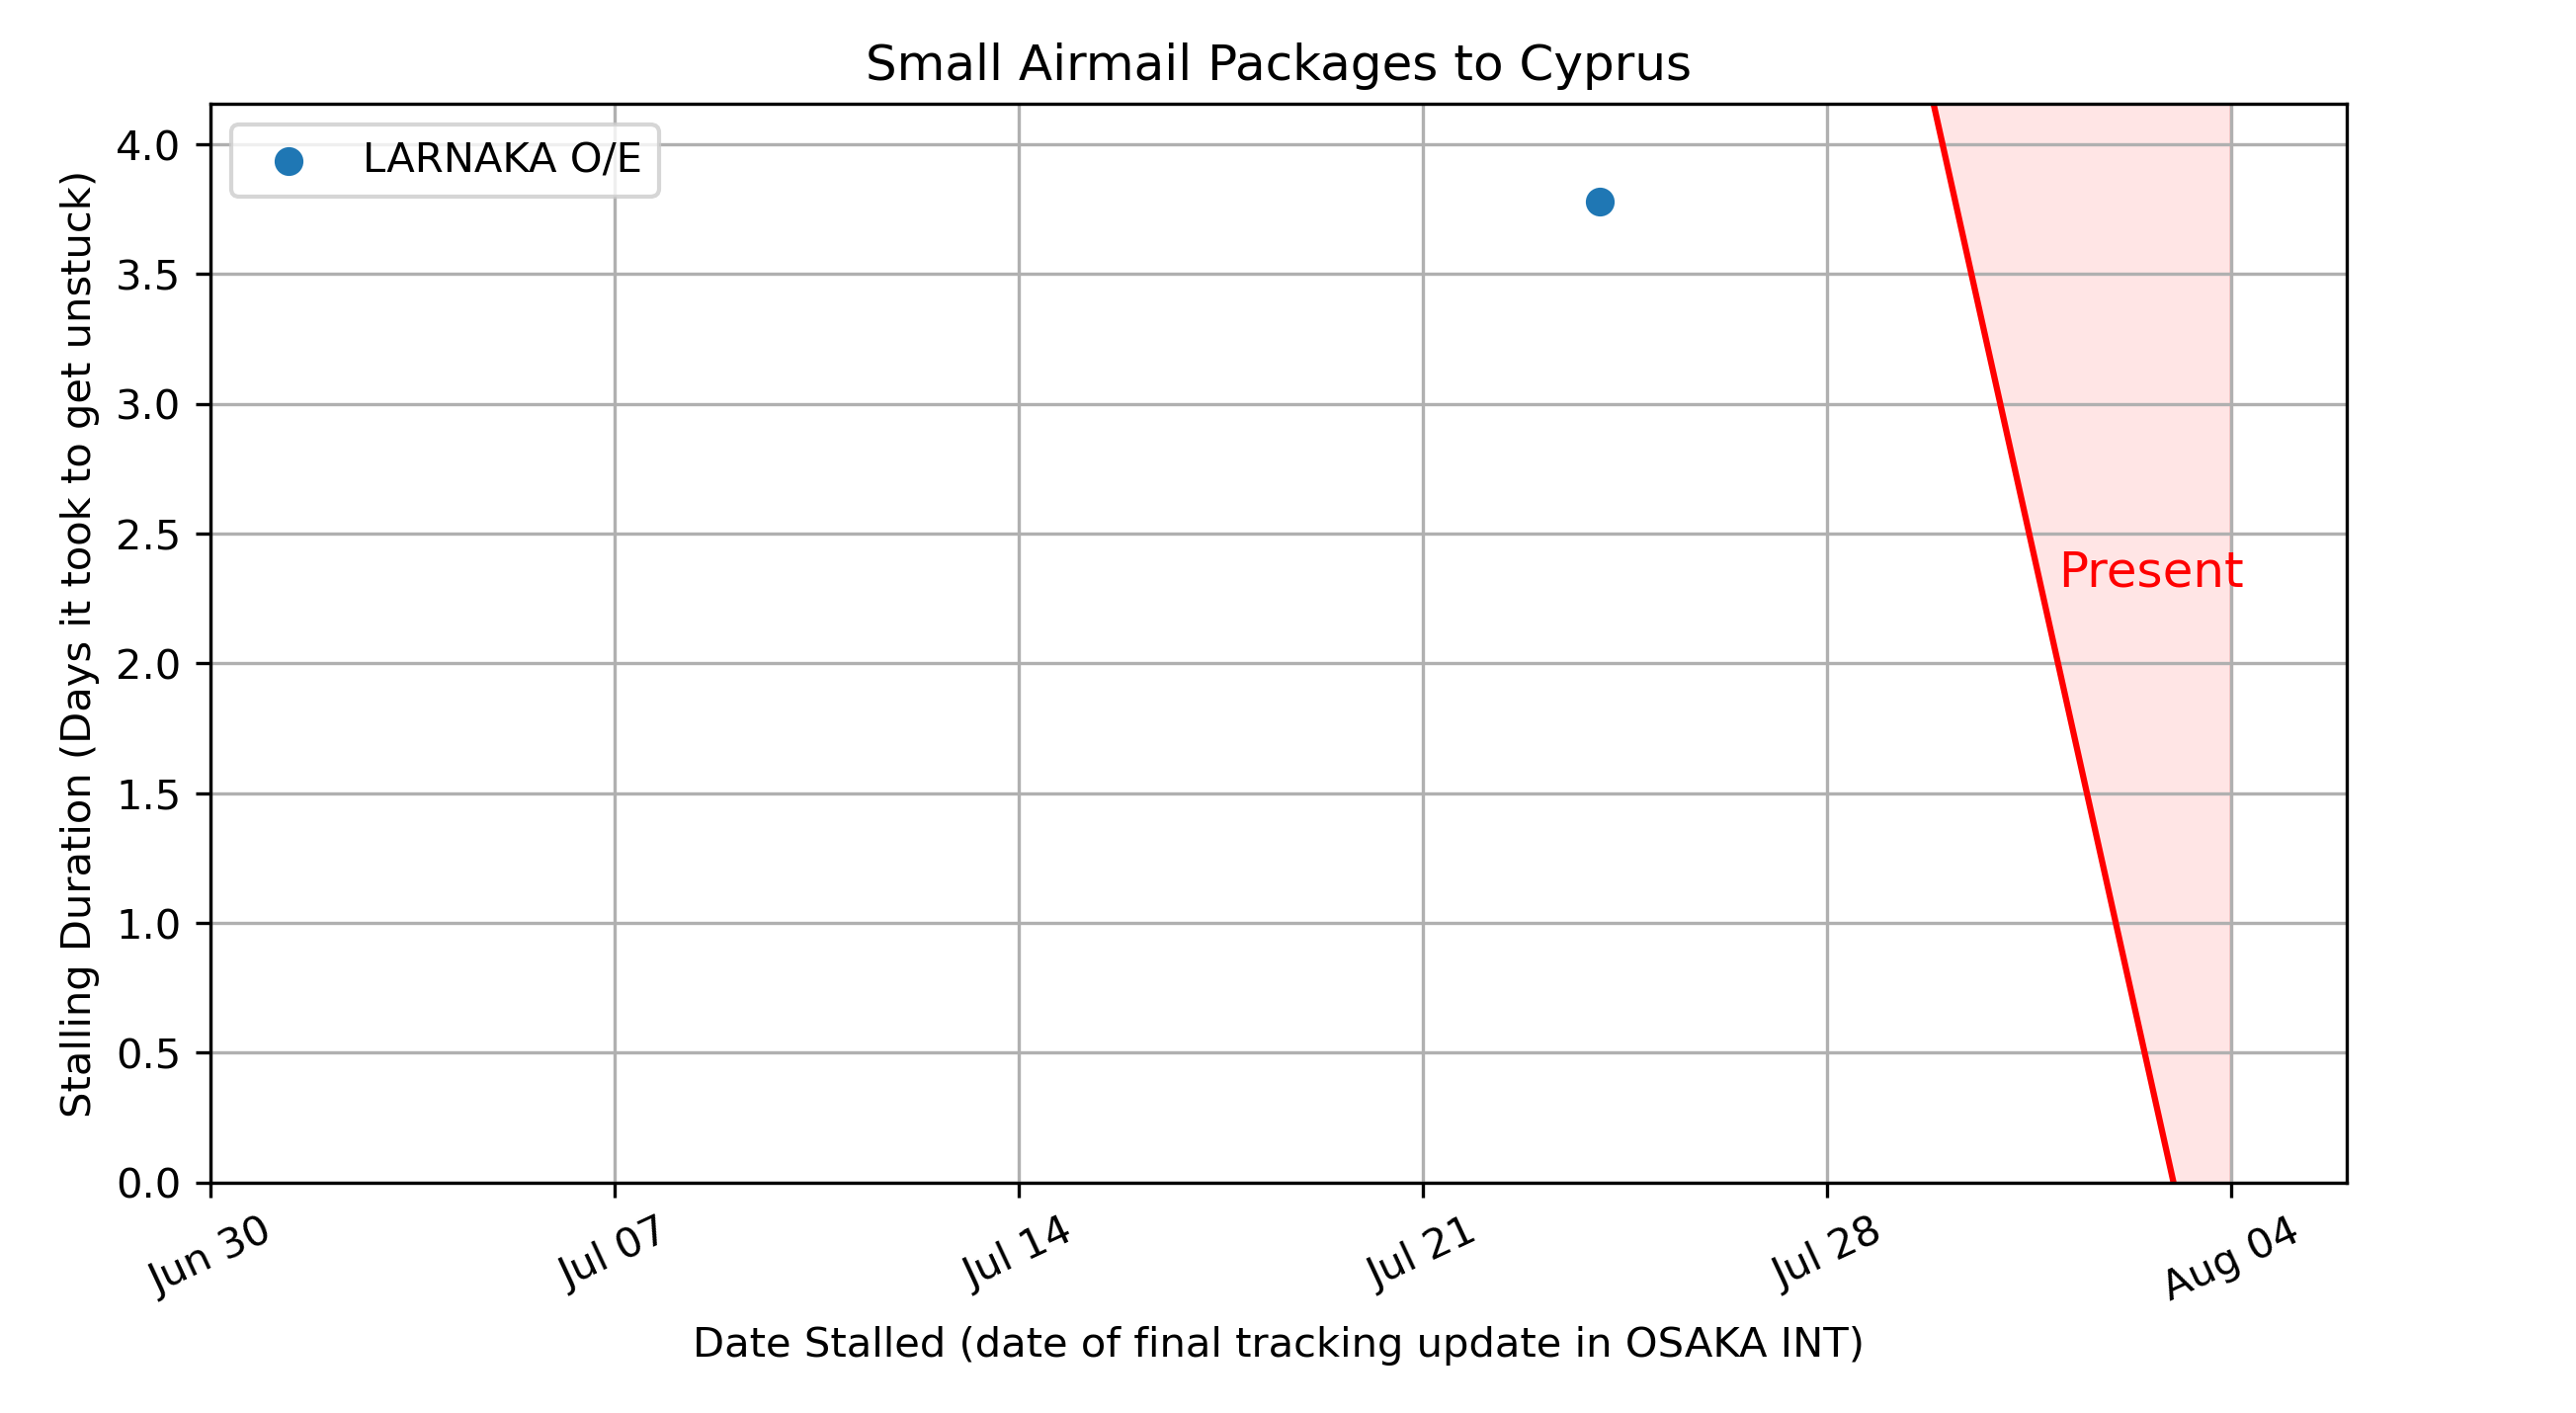 Small Airmail Packages to Cyprus
LARNAKA O/E
4.0
3.5
3.0
2.5
2.0
1.5
1.0
0.5
0.0
Stalling Duration (Days it took to get unstuck)
Present
Jun 30
Jul 07
Jul 14
Jul 21
Jul 28
Aug 04
Date Stalled (date of final tracking update in OSAKA INT)